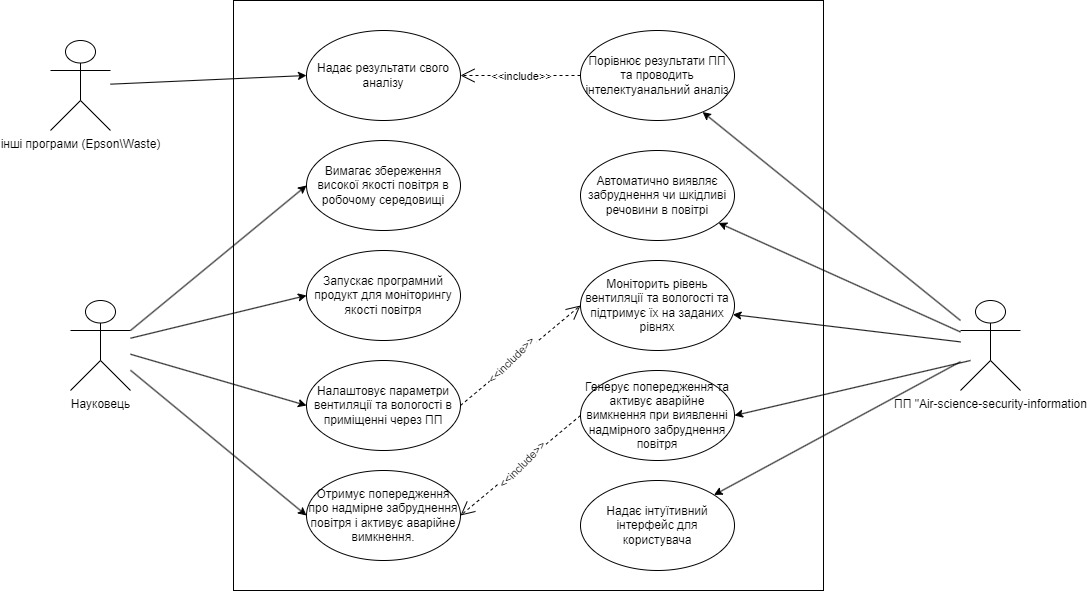 Надає результати свого
аналізу
<<include>>
Порівнює результати ПП
та проводить
інтелектуанальний аналіз
інші програми (Epson\Waste)
Вимагає збереження
високої якості повітря в
робочому середовищі
Автоматично виявляє
забруднення чи шкідливі
речовини в повітрі
Запускає програмний
продукт для моніторингу
якості повітря
Моніторить рівень
вентиляції та вологості та
підтримує їх на заданих
рівнях
<<include>>
Науковець
Налаштовує параметри
вентиляції та вологості в
приміщенні через ПП
Генерує попередження та
активує аварійне
вимкнення при виявленні
надмірного забруднення
повітря
ПП "Air-science-security-information
<<include>>
Отримує попередження
про надмірне забруднення
повітря і активує аварійне
вимкнення.
Надає інтуїтивний
інтерфейс для
користувача